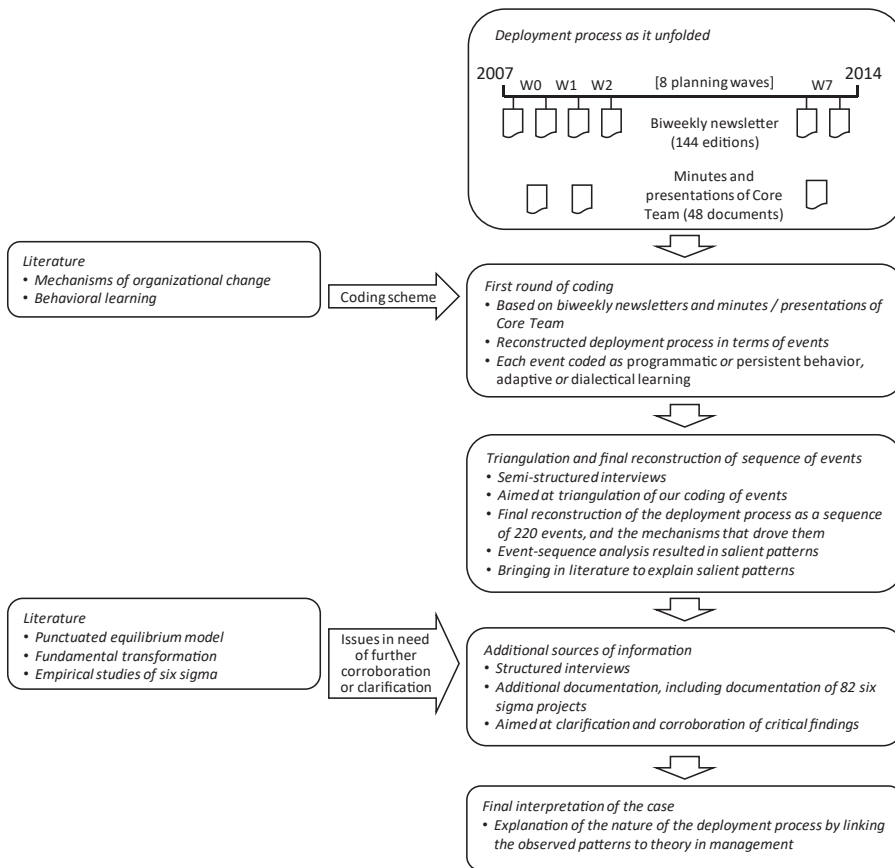 Deployment process as it unfolded
2007
W0
W1
W2
[8 planning waves]
W7
2014
Biweekly newsletter
(144 editions)
Minutes and
presentations of Core
Team (48 documents)
Literature
• Mechanisms of organizational change
• Behavioral learning
Coding scheme
First round of coding
• Based on biweekly newsletters and minutes / presentations of
Core Team
• Reconstructed deployment process in terms of events
• Each event coded as programmatic or persistent behavior,
adaptive or dialectical learning
Triangulation and final reconstruction of sequence of events
• Semi-structured interviews
• Aimed at triangulation of our coding of events
• Final reconstruction of the deployment process as a sequence
of 220 events, and the mechanisms that drove them
• Event-sequence analysis resulted in salient patterns
• Bringing in literature to explain salient patterns
Literature
• Punctuated equilibrium model
• Fundamental transformation
• Empirical studies of six sigma
Issues in need
of further
corroboration
or clarification
Additional sources of information
• Structured interviews
• Additional documentation, including documentation of 82 six
sigma projects
• Aimed at clarification and corroboration of critical findings
Final interpretation of the case
• Explanation of the nature of the deployment process by linking
the observed patterns to theory in management